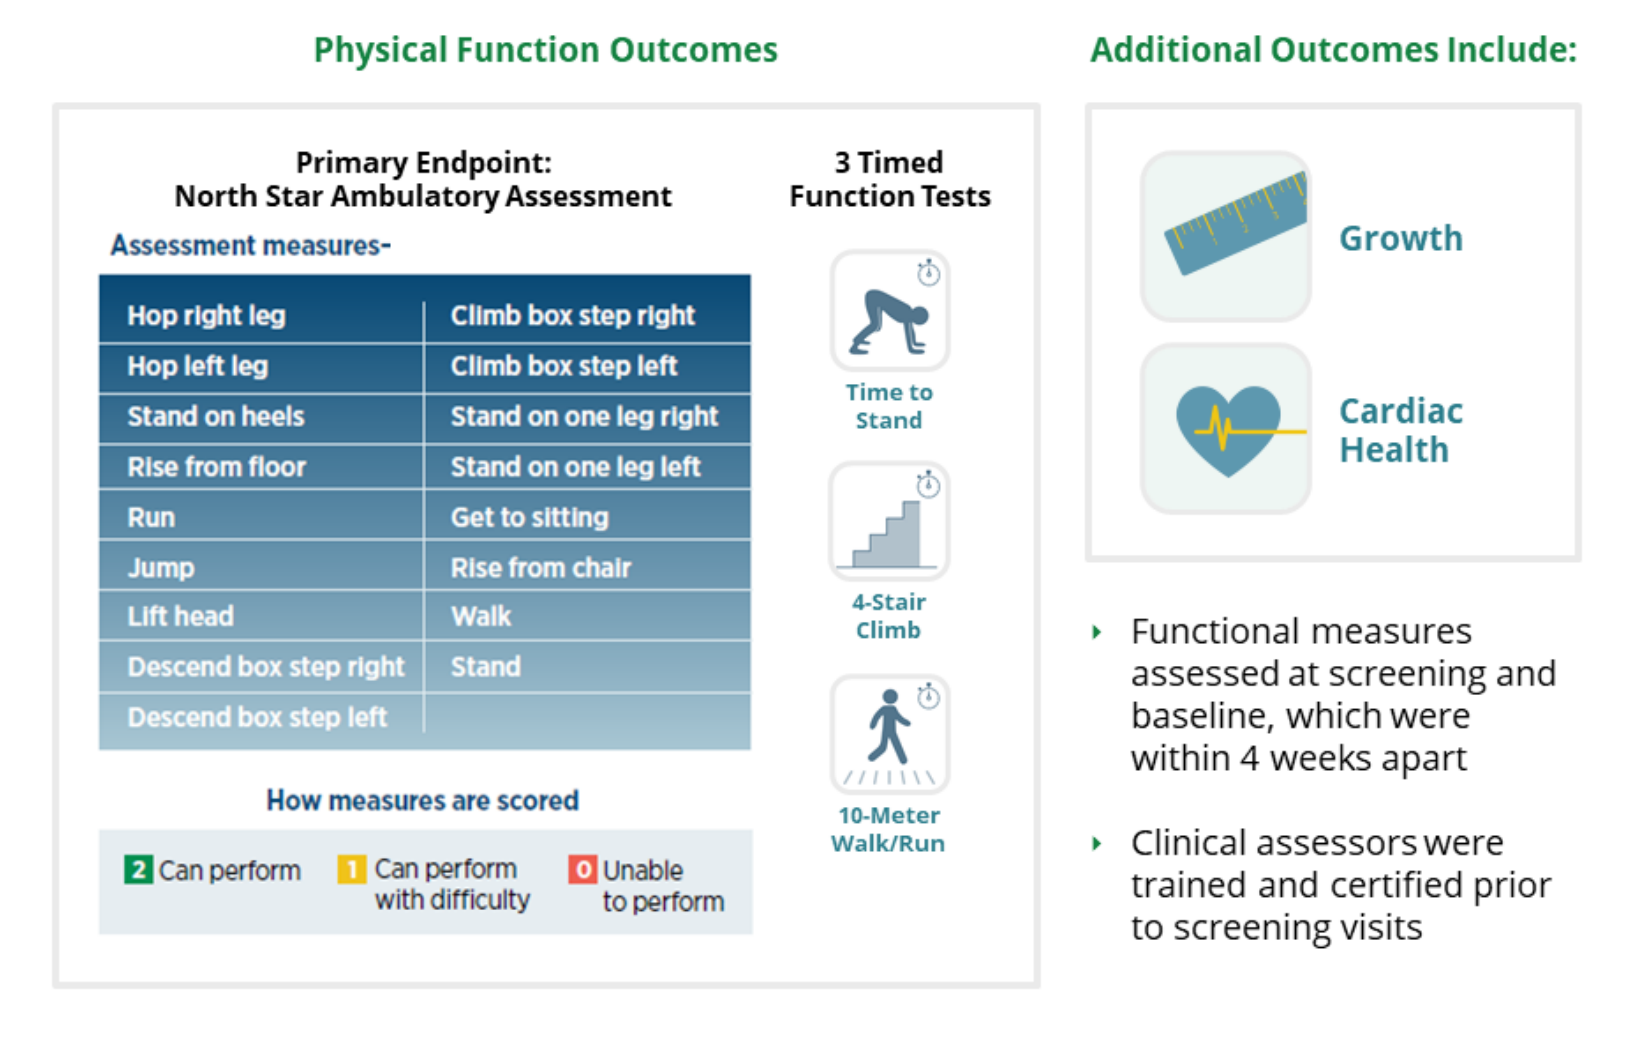 Physical Function Outcomes
Primary Endpoint:
North Star Ambulatory Assessment
Assessment measures-
Hop right leg
Climb box step right
Hop left leg
Climb box step left
Stand on heels
Stand on one leg right
Rise from floor
Stand on one leg left
Run
Get to sitting
Jump
Rise from chair
Lift head
Walk
Descend box step right
Stand
Descend box step left
How measures are scored
2 Can perform
1 Can perform
with difficulty
0 Unable
to perform
3 Timed
Function Tests
Time to
Stand
4-Stair
Climb
10-Meter
Walk/Run
Additional Outcomes Include:
Growth
Cardiac
Health
Functional measures
assessed at screening and
baseline, which were
within 4 weeks apart
Clinical assessors were
trained and certified prior
to screening visits